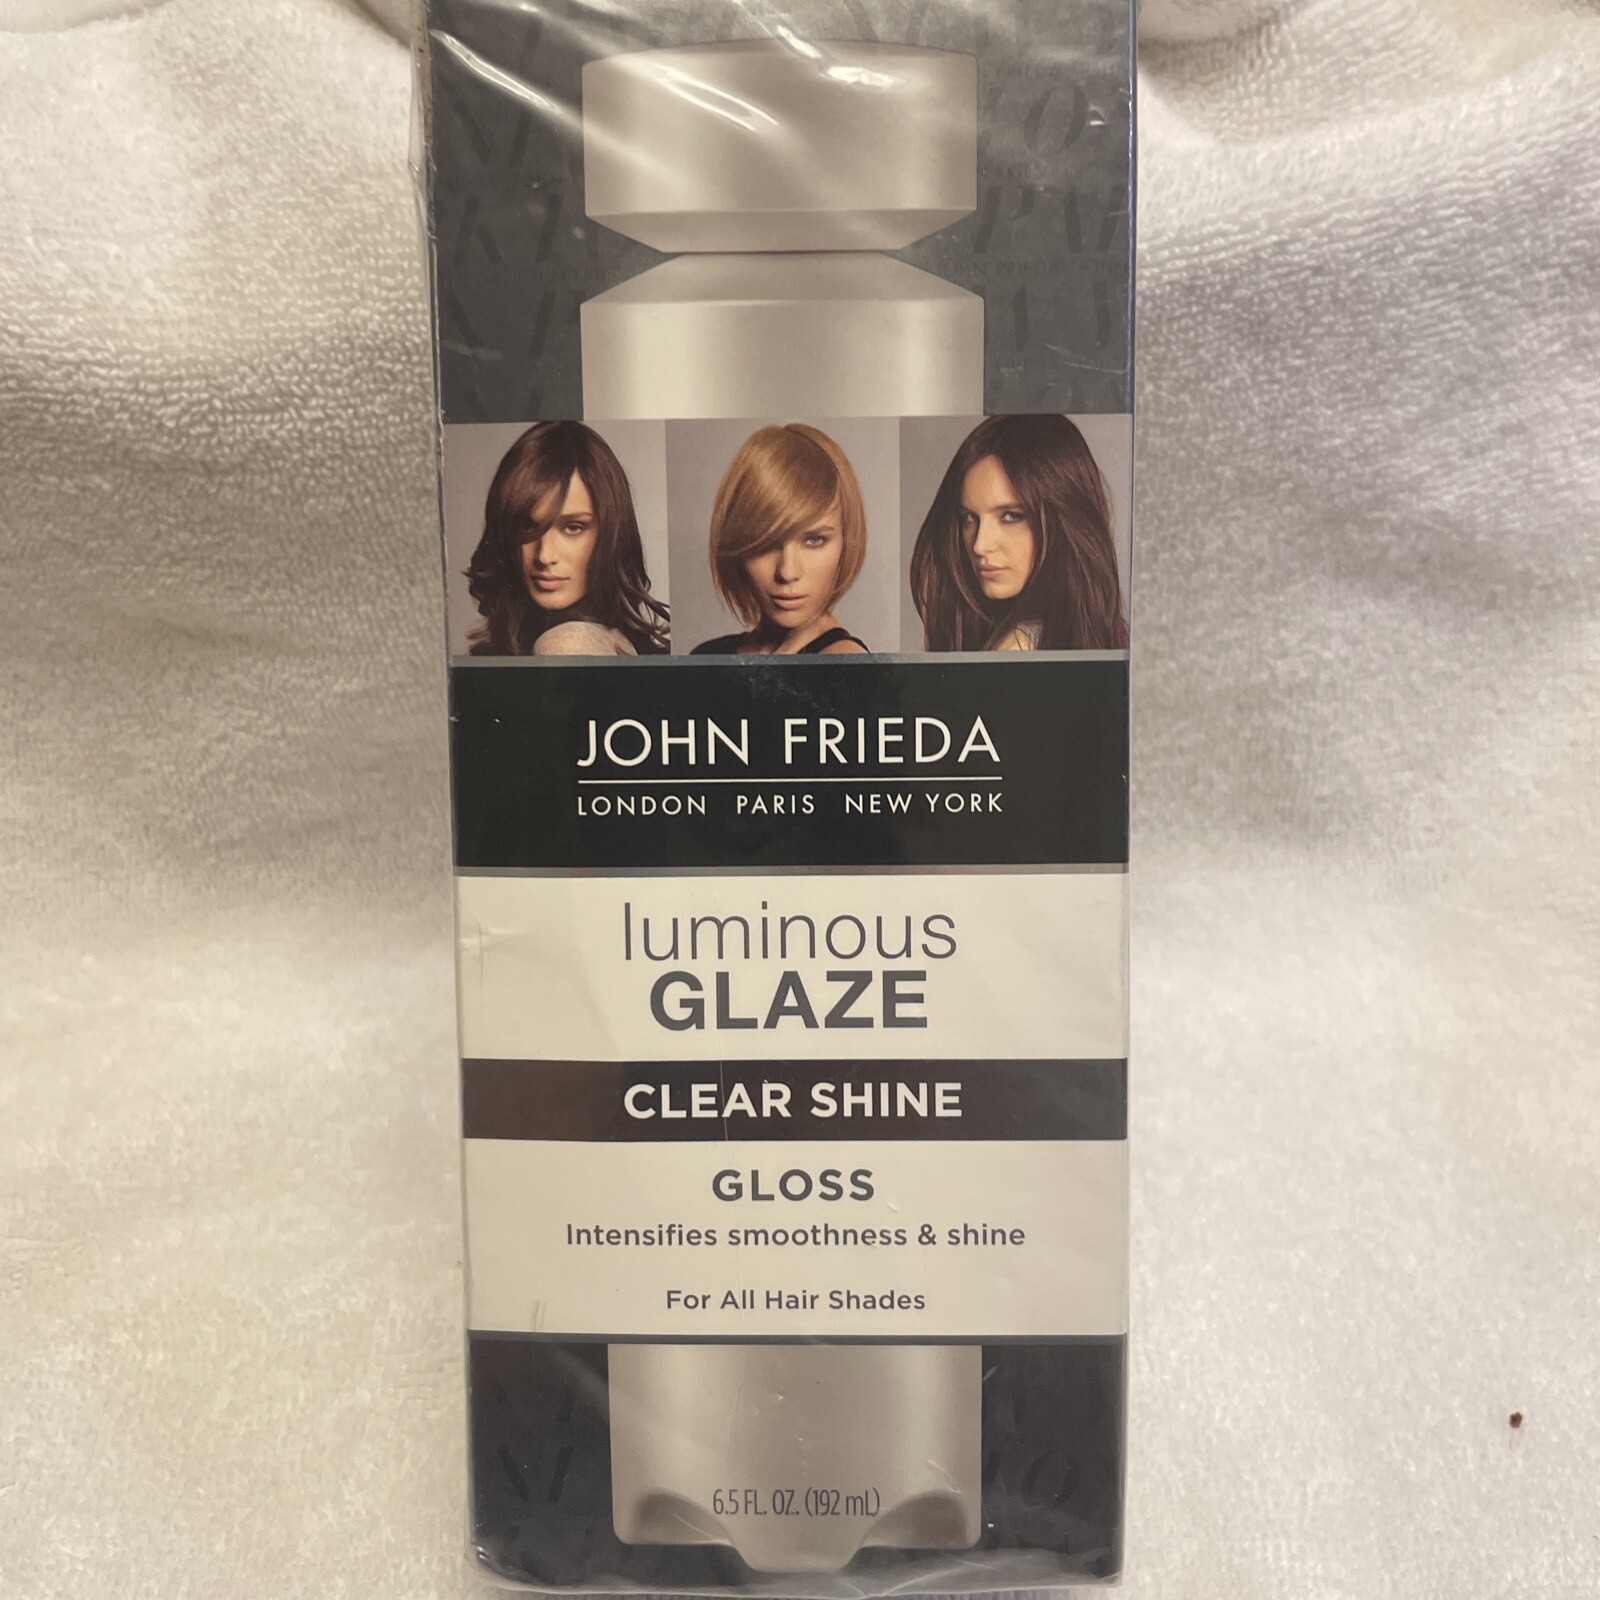 JOHN FRIEDA
LONDON PARIS NEW YORK
luminous
GLAZE
CLEAR SHINE
GLOSS
Intensifies smoothness & shine
For All Hair Shades
6.5 FL. OZ. (192 mL)